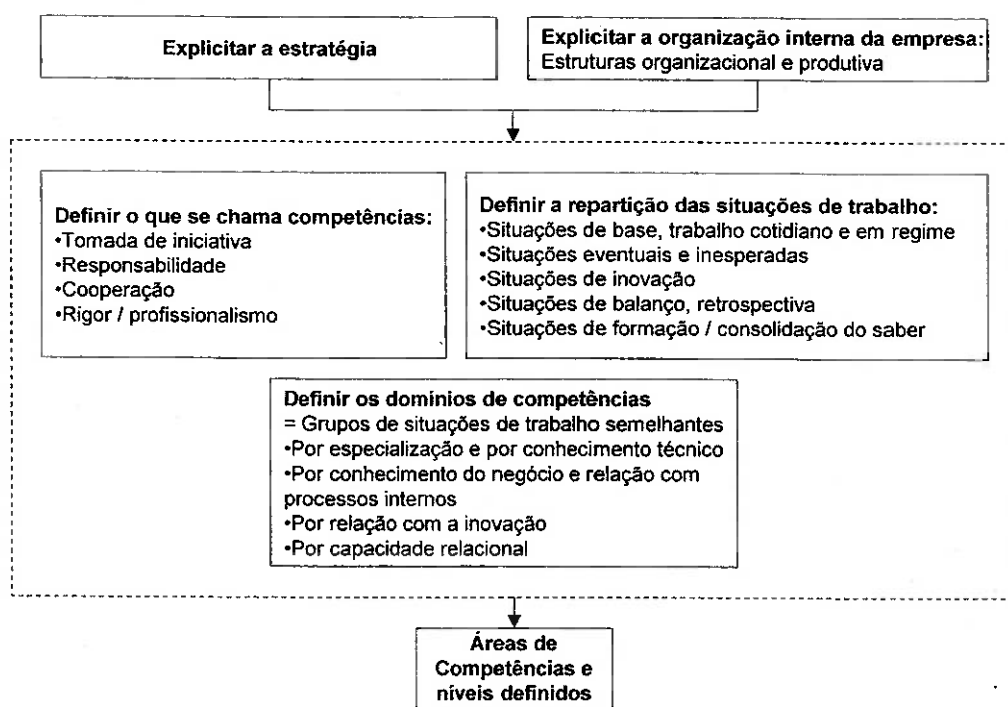 Explicitar a estratégia
Explicitar a organização interna da empresa:
Estruturas organizacional e produtiva
Definir o que se chama competências:
•Tomada de iniciativa
•Responsabilidade
•Cooperação
•Rigor / profissionalismo
Definir a repartição das situações de trabalho:
•Situações de base, trabalho cotidiano e em regime
•Situações eventuais e inesperadas
•Situações de inovação
•Situações de balanço, retrospectiva
•Situações de formação / consolidação do saber
Definir os domínios de competências
= Grupos de situações de trabalho semelhantes
•Por especialização e por conhecimento técnico
•Por conhecimento do negócio e relação com
processos internos
•Por relação com a inovação
•Por capacidade relacional
Áreas de
Competências e
níveis definidos